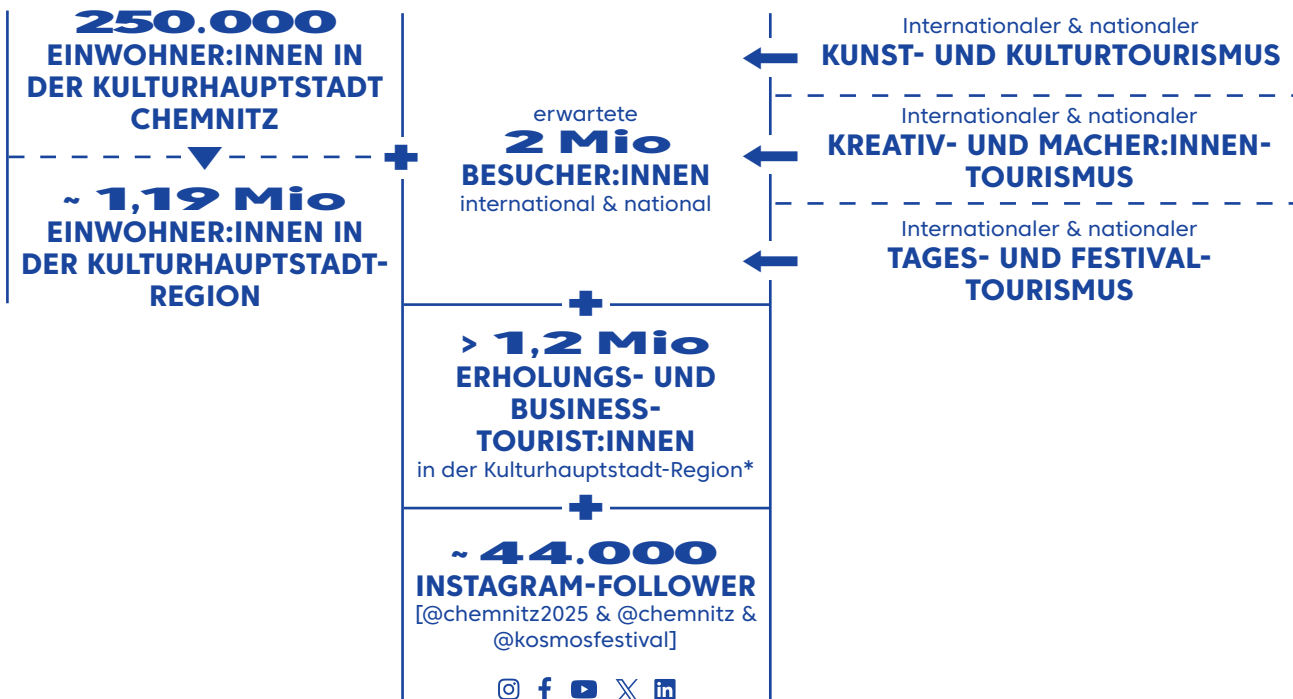 250.000
EINWOHNER:INNEN IN
DER KULTURHAUPTSTADT
CHEMNITZ
~ 1,19 Mio
EINWOHNER:INNEN IN
DER KULTURHAUPTSTADT-
REGION
erwartete
2 Mio
BESUCHER:INNEN
international & national
Internationaler & nationaler
KUNST- UND KULTURTOURISMUS
Internationaler & nationaler
KREATIV- UND MACHER:INNEN-
TOURISMUS
Internationaler & nationaler
TAGES- UND FESTIVAL-
TOURISMUS
> 1,2 Mio
ERHOLUNGS- UND
BUSINESS-
TOURIST:INNEN
in der Kulturhauptstadt-Region*
~ 44.000
INSTAGRAM-FOLLOWER
[@chemnitz2025 & @chemnitz &
@kosmosfestival]